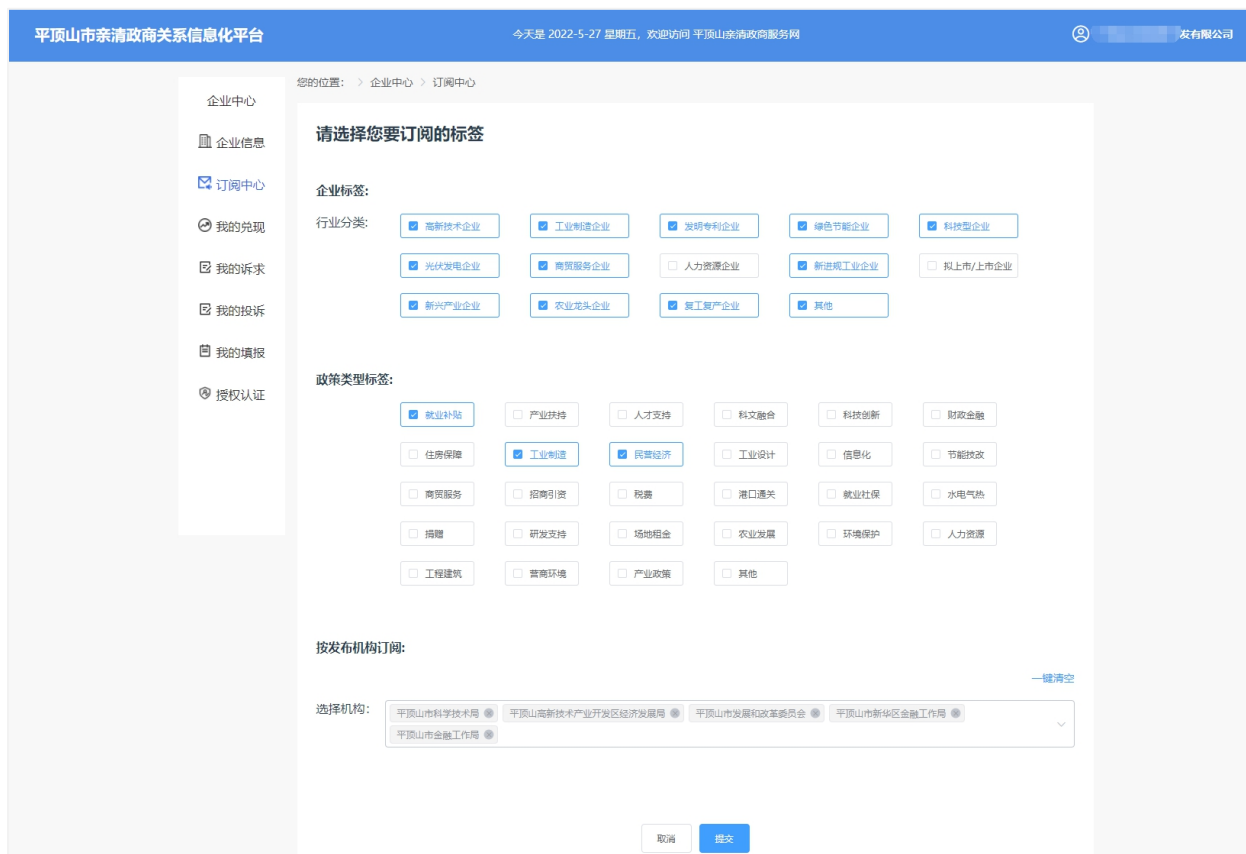 平顶山市亲清政商关系信息化平台
今天是 2022-5-27 星期五，欢迎访问 平顶山亲清政商服务网
发有限公司
企业中心
企业信息
订阅中心
我的兑现
我的诉求
我的投诉
我的填报
授权认证
您的位置： > 企业中心 > 订阅中心
请选择您要订阅的标签
企业标签:
行业分类:
高新技术企业 工业制造企业 发明专利企业 绿色节能企业 科技型企业
光伏发电企业 商贸服务企业 人力资源企业 新进规工业企业 拟上市/上市企业
新兴产业企业 农业龙头企业 复工复产企业 其他
政策类型标签:
就业补贴 产业扶持 人才支持 科文融合 科技创新 财政金融
住房保障 工业制造 民营经济 工业设计 信息化 节能技改
商贸服务 招商引资 税费 港口通关 就业社保 水电气热
捐赠 研发支持 场地租金 农业发展 环境保护 人力资源
工程建筑 营商环境 产业政策 其他
按发布机构订阅:
一键清空
选择机构:
平顶山市科学技术局 平顶山高新技术产业开发区经济发展局 平顶山市发展和改革委员会 平顶山市新华区金融工作局
平顶山市金融工作局
取消 提交